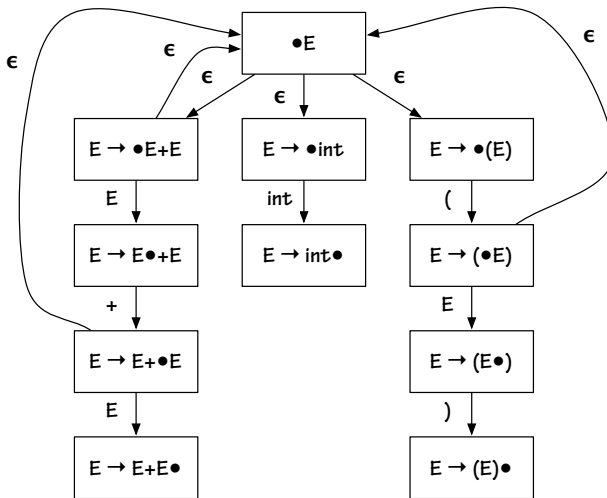 ●E
ϵ
ϵ
ϵ
ϵ
ϵ
ϵ
E → ●E+E
E → ●int
E → ●(E)
E
int
(
E → E●+E
E → int●
E → (●E)
+
E
E → E+●E
E → (E●)
E
)
E → E+E●
E → (E)●